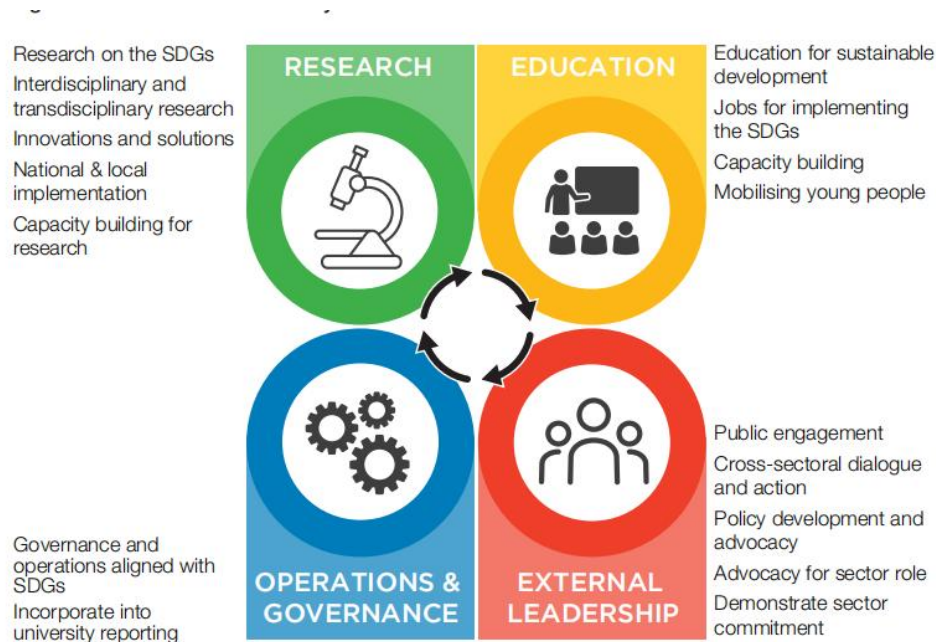 Research on the SDGs
Interdisciplinary and
transdisciplinary research
Innovations and solutions
National & local
implementation
Capacity building for
research
RESEARCH
EDUCATION
Education for sustainable
development
Jobs for implementing
the SDGs
Capacity building
Mobilising young people
Governance and
operations aligned with
SDGs
Incorporate into
university reporting
OPERATIONS &
GOVERNANCE
EXTERNAL
LEADERSHIP
Public engagement
Cross-sectoral dialogue
and action
Policy development and
advocacy
Advocacy for sector role
Demonstrate sector
commitment